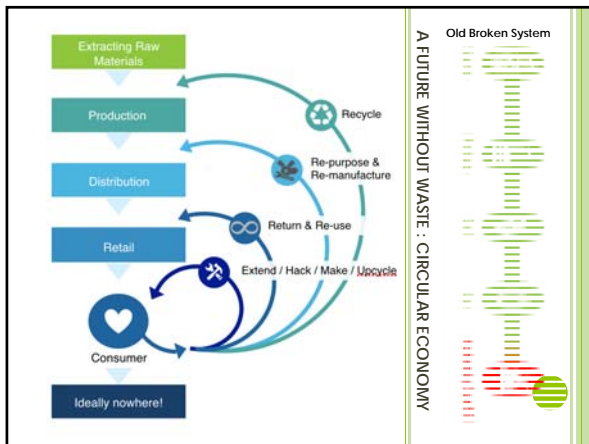 Extracting Raw
Materials
Production
Distribution
Retail
Consumer
Ideally nowhere!
Recycle
Re-purpose &
Re-manufacture
Return & Re-use
Extend / Hack / Make / Upcycle
A FUTURE WITHOUT WASTE : CIRCULAR ECONOMY
Old Broken System